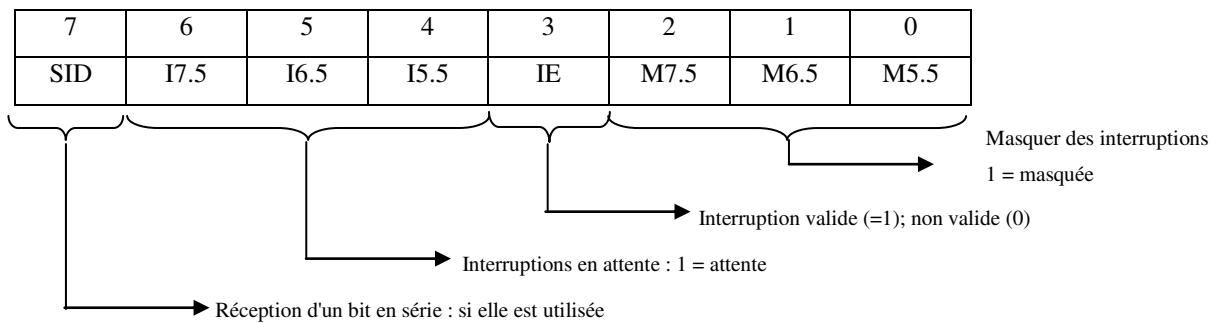 7 6 5 4 3 2 1 0
SID I7.5 I6.5 I5.5 IE M7.5 M6.5 M5.5
Masquer des interruptions
1 = masquée
Interruption valide (=1); non valide (0)
Interruptions en attente : 1 = attente
Réception d'un bit en série : si elle est utilisée